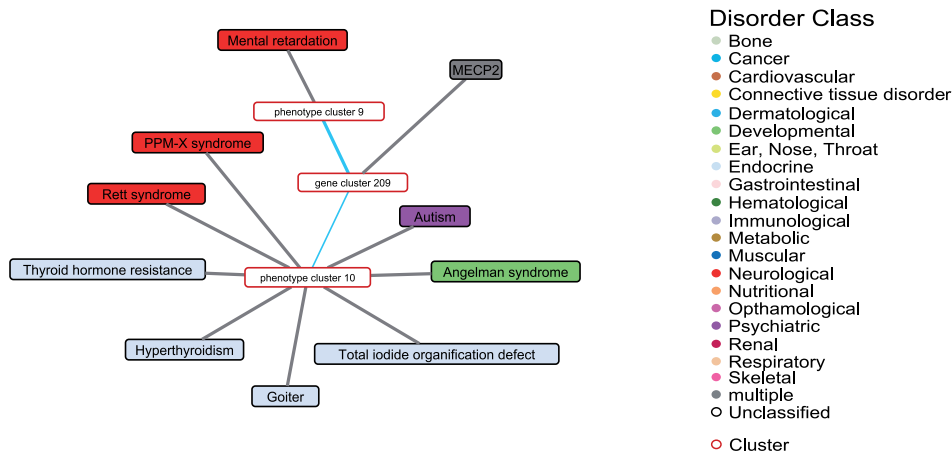 Mental retardation
MECP2
phenotype cluster 9
PPM-X syndrome
gene cluster 209
Rett syndrome
Autism
Thyroid hormone resistance
phenotype cluster 10
Angelman syndrome
Hyperthyroidism
Total iodide organification defect
Goiter
Disorder Class
Bone
Cancer
Cardiovascular
Connective tissue disorder
Dermatological
Developmental
Ear, Nose, Throat
Endocrine
Gastrointestinal
Hematological
Immunological
Metabolic
Muscular
Neurological
Nutritional
Opthamological
Psychiatric
Renal
Respiratory
Skeletal
multiple
Unclassified
Cluster